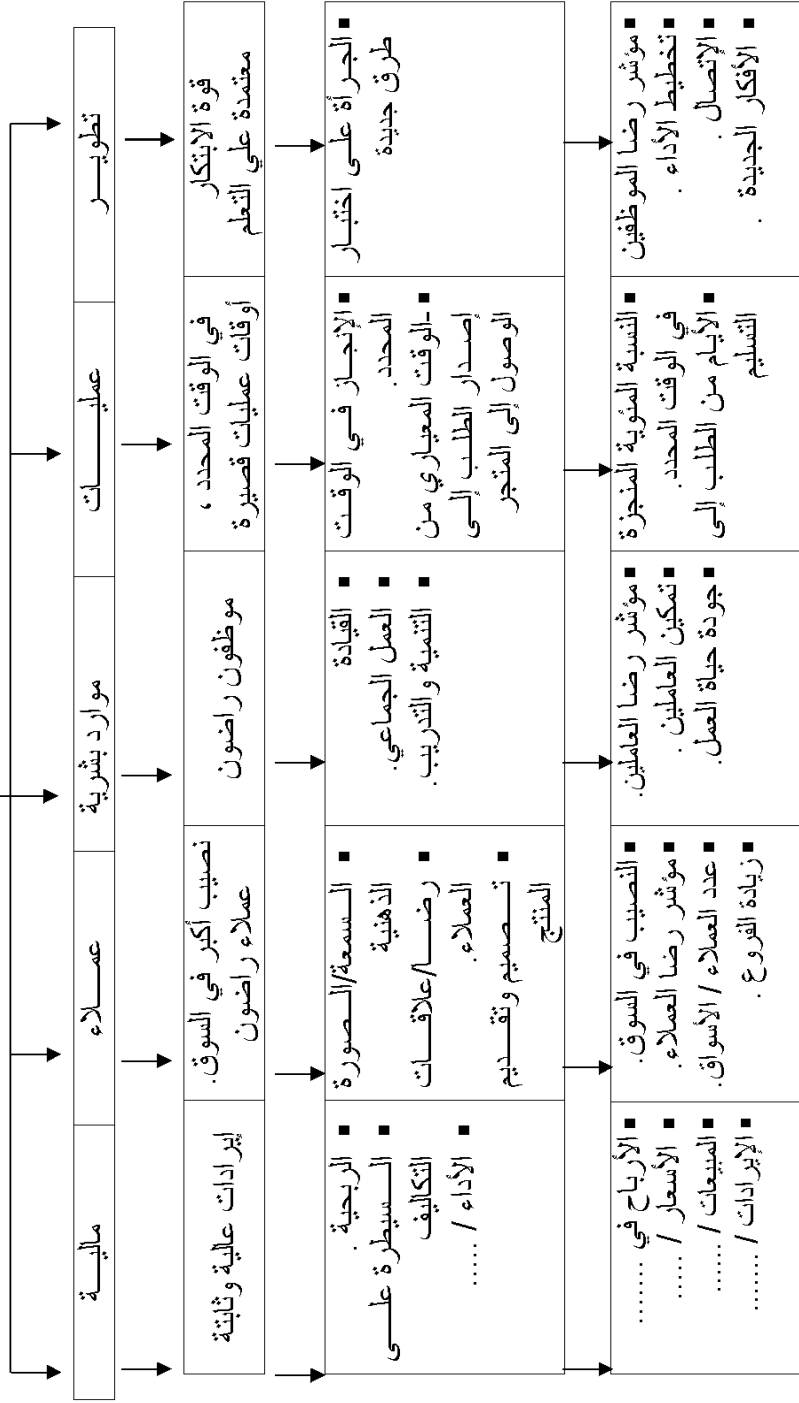 تطوير
عمليات
موارد بشرية
عملاء
مالية
قوة الابتكار
معتمدة علي التعلم
في الوقت المحدد ،
أوقات عمليات قصيرة
موظفون راضون
نصيب أكبر في السوق.
عملاء راضون
إيرادات عالية وثابتة
▪ الجرأة على اختبار
طرق جديدة
▪ الإنجاز في الوقت
المحدد.
▪ -الوقت المعياري من
إصدار الطلب إلى
الوصول إلى المتجر
▪ القيادة
▪ العمل الجماعي.
▪ التنمية والتدريب.
▪ السمعة/الصورة
الذهنية
▪ رضا/علاقات
العملاء.
▪ تصميم وتقديم
المنتج
▪ الربحية.
▪ السيطرة على
التكاليف
▪ الأداء / ......
▪ مؤشر رضا الموظفين
▪ تخطيط الأداء .
▪ الإتصال .
▪ الأفكار الجديدة .
▪ النسبة المئوية المنجزة
في الوقت المحدد.
▪ الأيام من الطلب إلى
التسليم
▪ مؤشر رضا العاملين.
▪ تمكين العاملين .
▪ جودة حياة العمل.
▪ النصيب في السوق.
▪ مؤشر رضا العملاء.
▪ عدد العملاء / الأسواق.
▪ زيادة الفروع .
▪ الأرباح في ........
▪ الأسعار / ......
▪ المبيعات / ......
▪ الإيرادات / ........